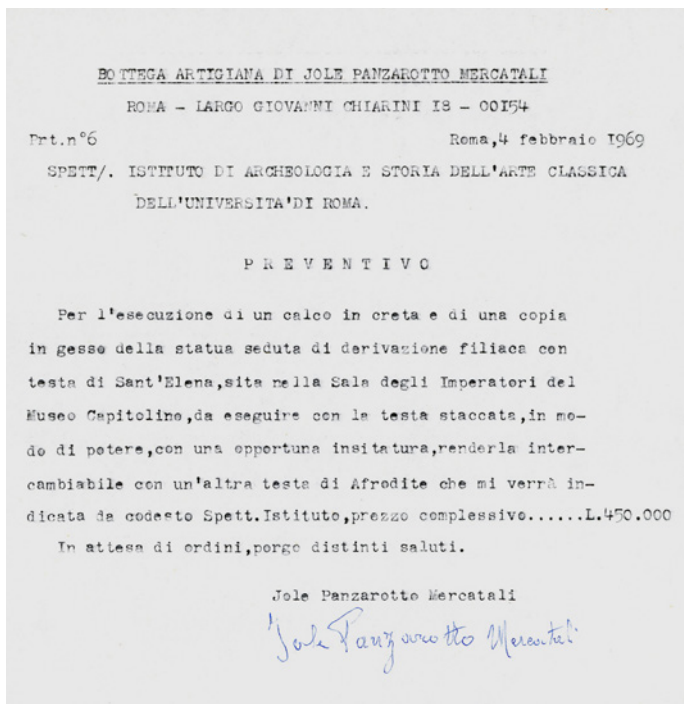 BOTTEGA ARTIGIANA DI JOLE PANZAROTTO MERCATALI
ROMA - LARGO GIOVANNI CHIARINI I8 - 00I54
Prt.n°6 Roma,4 febbraio I969
SPETT/. ISTITUTO DI ARCHEOLOGIA E STORIA DELL'ARTE CLASSICA
DELL'UNIVERSITA'DI ROMA.
P R E V E N T I V O
Per l'esecuzione di un calco in creta e di una copia
in gesso della statua seduta di derivazione filiaca con
testa di Sant'Elena,sita nella Sala degli Imperatori del
Museo Capitolino,da eseguire con la testa staccata,in mo-
do di potere,con una opportuna insitatura,renderla inter-
cambiabile con un'altra testa di Afrodite che mi verrà in-
dicata da codesto Spett.Istituto,prezzo complessivo......L.450.000
In attesa di ordini,porgo distinti saluti.
Jole Panzarotto Mercatali
Jole Panzarotto Mercatali